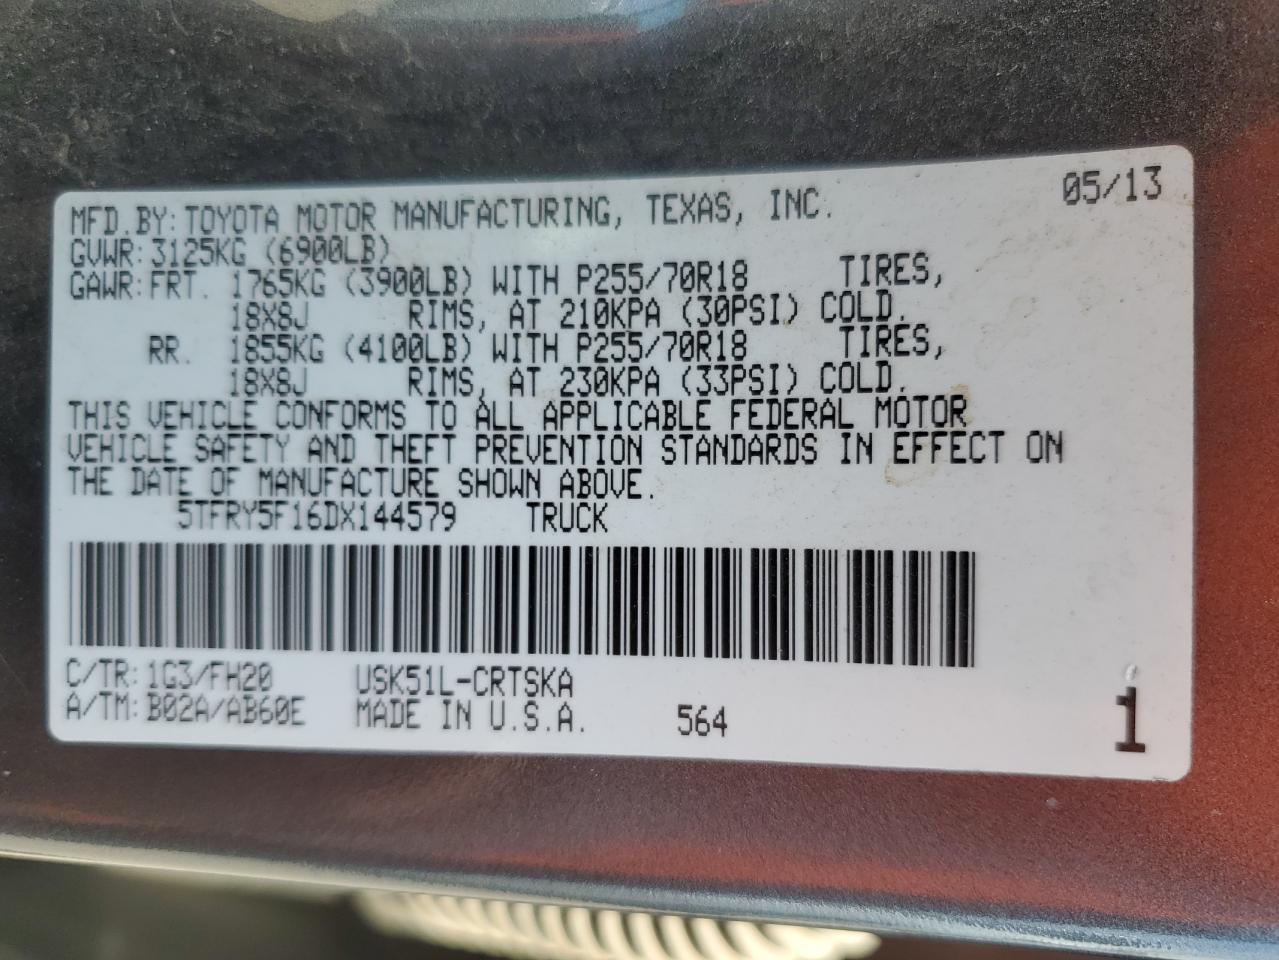 05/13
MFD.BY: TOYOTA MOTOR MANUFACTURING, TEXAS, INC.
GVWR: 3125KG (6900LB)
GAWR: FRT. 1765KG (3900LB) WITH P255/70R18 TIRES,
18X8J RIMS, AT 210KPA (30PSI) COLD.
RR. 1855KG (4100LB) WITH P255/70R18 TIRES,
18X8J RIMS, AT 230KPA (33PSI) COLD.
THIS VEHICLE CONFORMS TO ALL APPLICABLE FEDERAL MOTOR
VEHICLE SAFETY AND THEFT PREVENTION STANDARDS IN EFFECT ON
THE DATE OF MANUFACTURE SHOWN ABOVE.
5TFRY5F16DX144579 TRUCK
C/TR: 1G3/FH20 USK51L-CRTSKA
A/TM: B02A/AB60E MADE IN U.S.A. 564
1